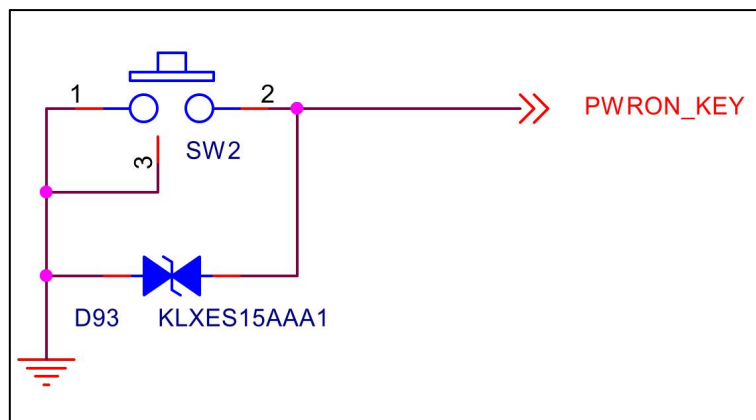 1
2
PWRON_KEY
SW2
3
D93
KLXES15AAA1